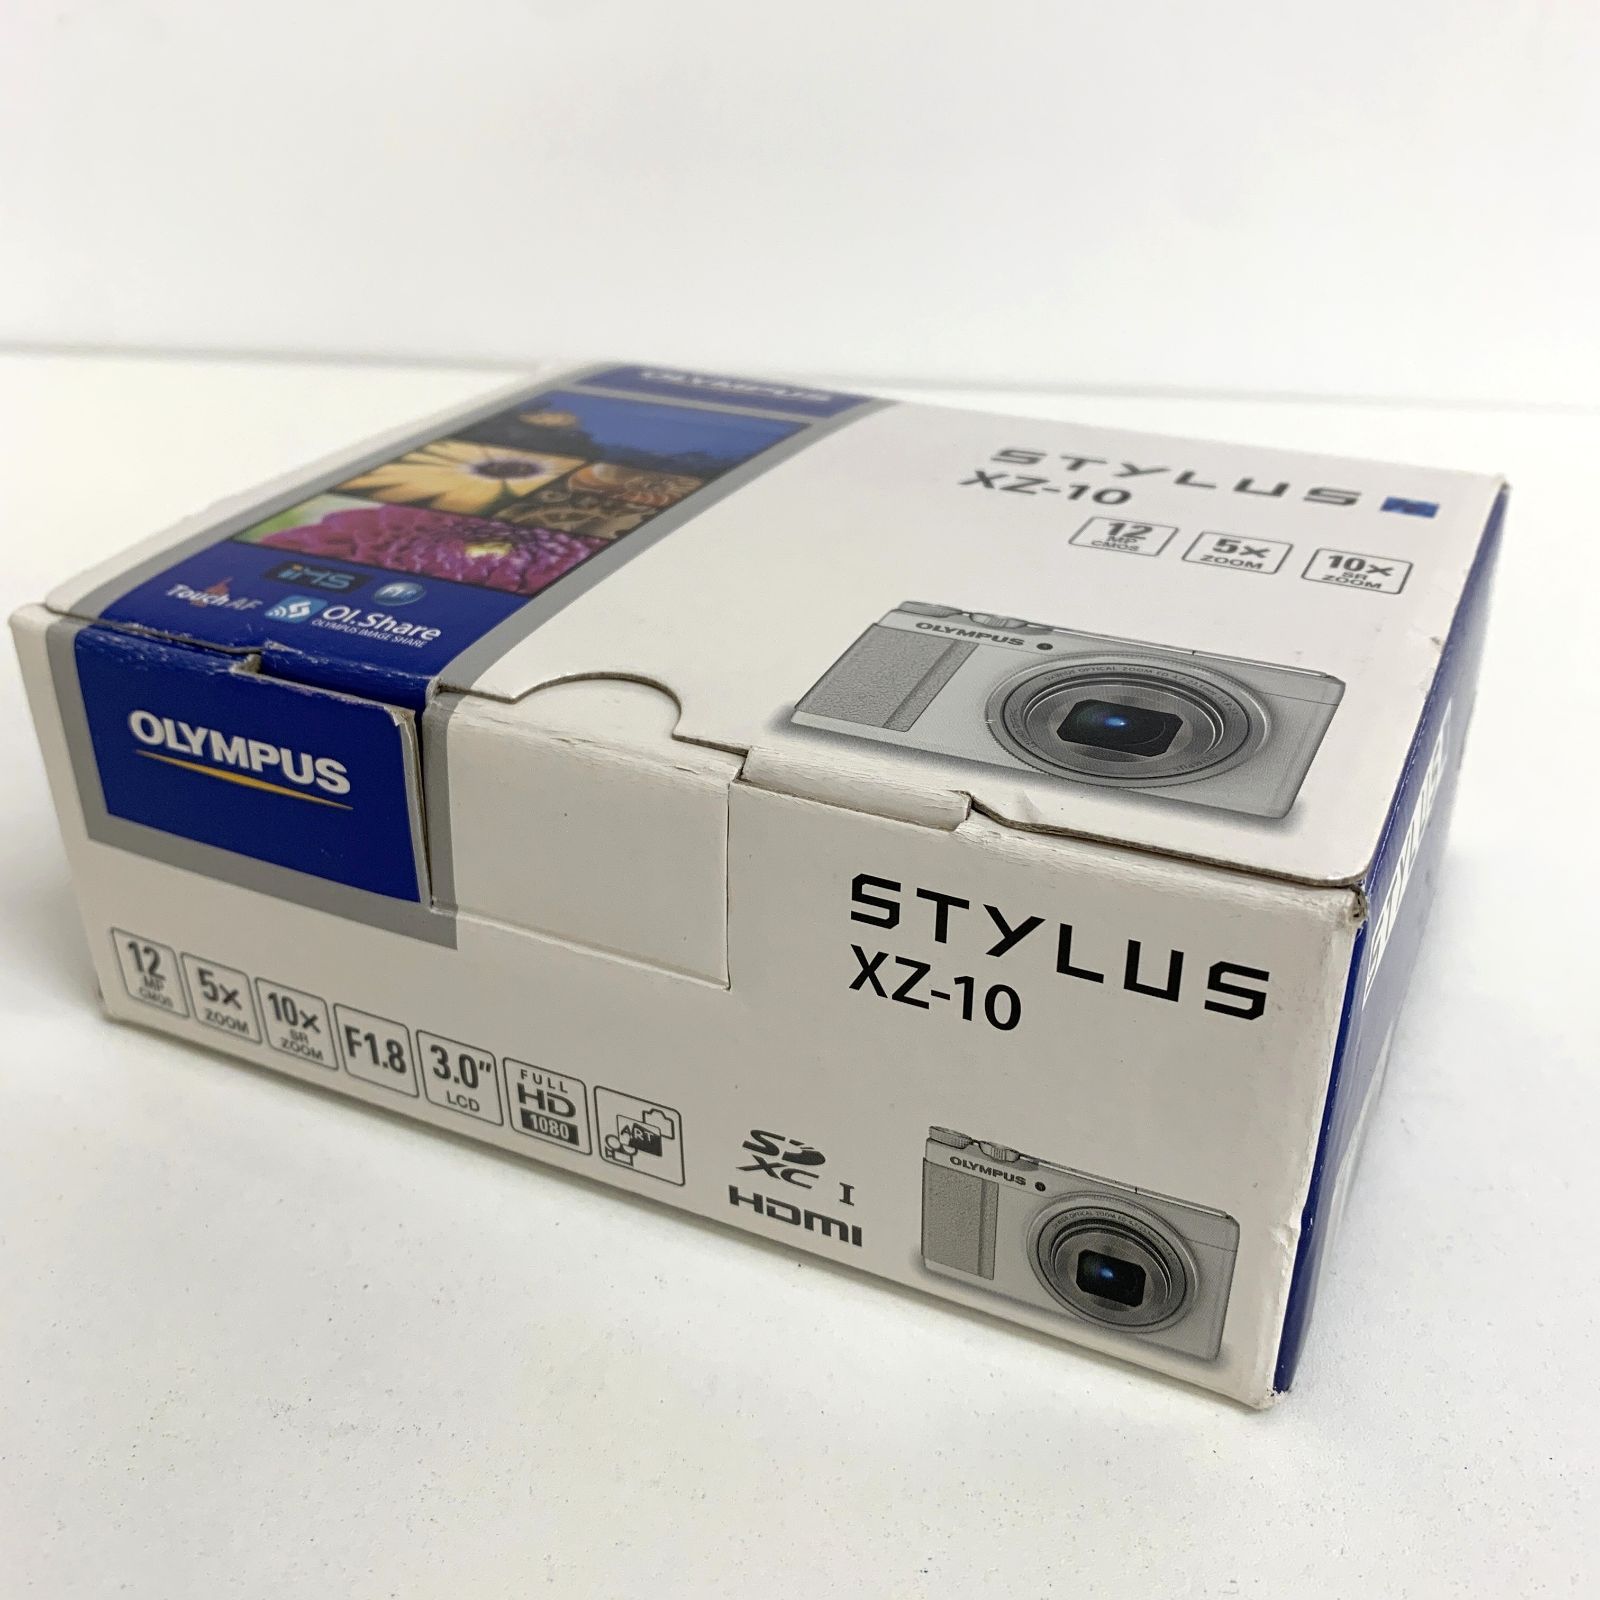 OLYMPUS
STYLUS
XZ-10
12
MP
CMOS
5x
ZOOM
10x
SR
ZOOM
iHS
Touch AF
OI.Share
OLYMPUS IMAGE SHARE
OLYMPUS
OLYMPUS
STYLUS
XZ-10
12
MP
CMOS
5x
ZOOM
10x
SR
ZOOM
F1.8
3.0"
LCD
FULL
HD
1080
ART
SD
XC I
HDMI
OLYMPUS